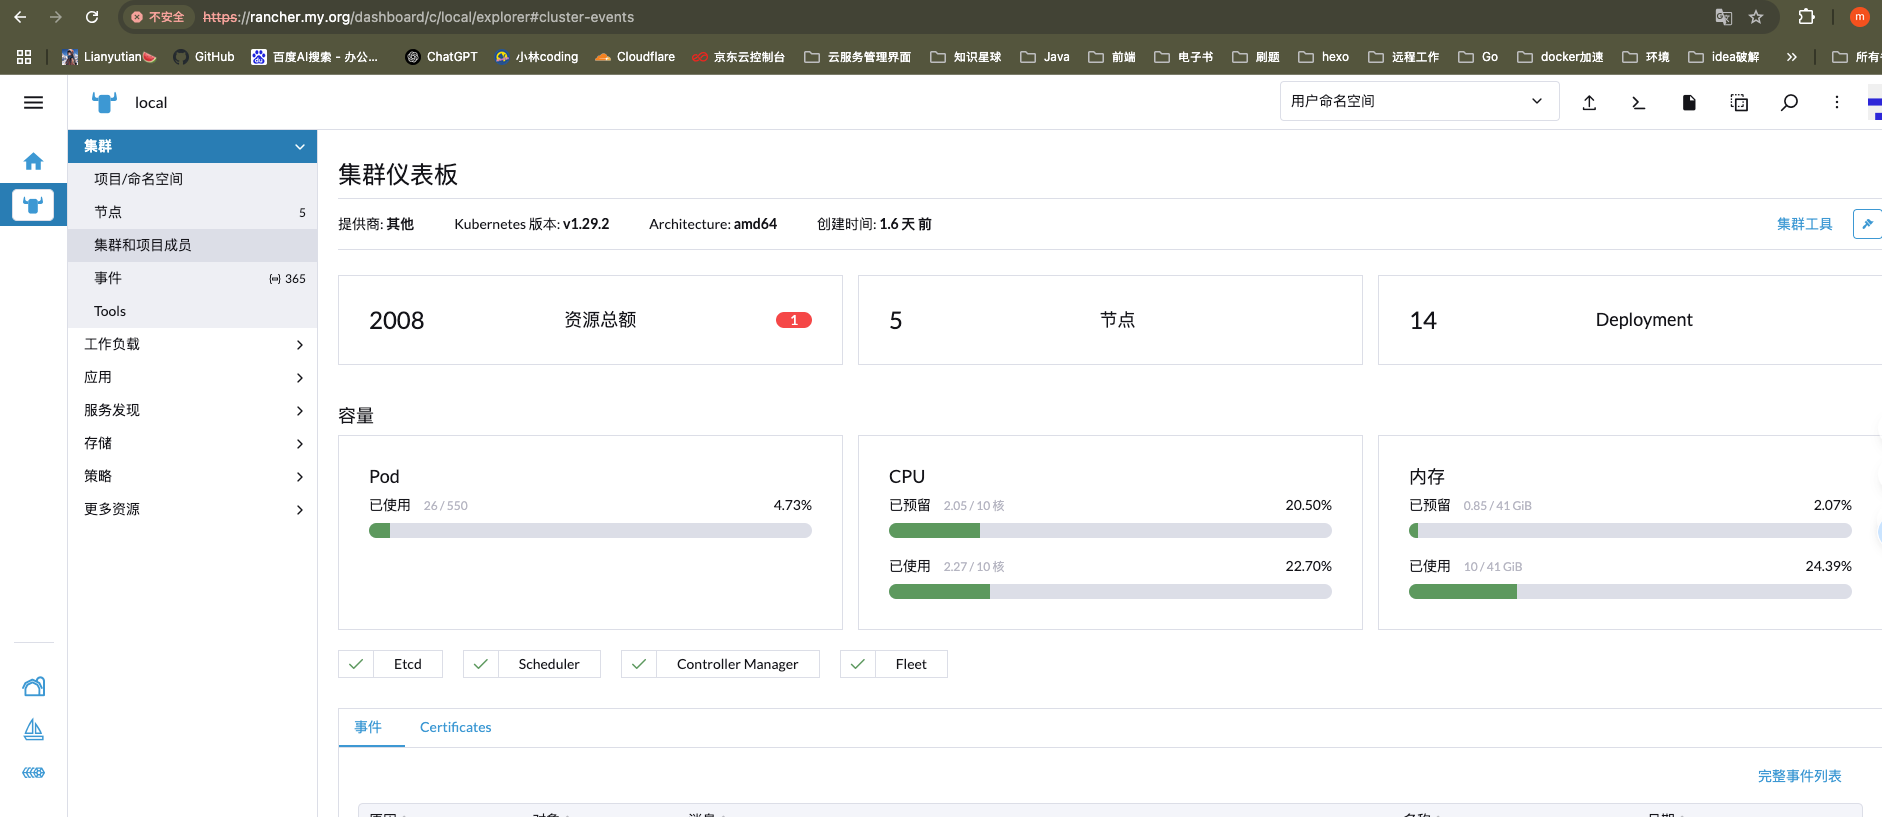 不安全 https://rancher.my.org/dashboard/c/local/explorer#cluster-events m
Lianyutian🍉 GitHub 百度AI搜索 - 办公... ChatGPT 小林coding Cloudflare 京东云控制台 云服务管理界面 知识星球 Java 前端 电子书 刷题 hexo 远程工作 Go docker加速 环境 idea破解 » 所有
local 用户命名空间
集群
项目/命名空间
节点 5
集群和项目成员
事件 365
Tools
工作负载
应用
服务发现
存储
策略
更多资源
集群仪表板
提供商: 其他 Kubernetes 版本: v1.29.2 Architecture: amd64 创建时间: 1.6 天 前 集群工具
2008 资源总额 1 5 节点 14 Deployment
容量
Pod CPU 内存
已使用 26 / 550 4.73% 已预留 2.05 / 10 核 20.50% 已预留 0.85 / 41 GiB 2.07%
已使用 2.27 / 10 核 22.70% 已使用 10 / 41 GiB 24.39%
Etcd Scheduler Controller Manager Fleet
事件 Certificates
完整事件列表